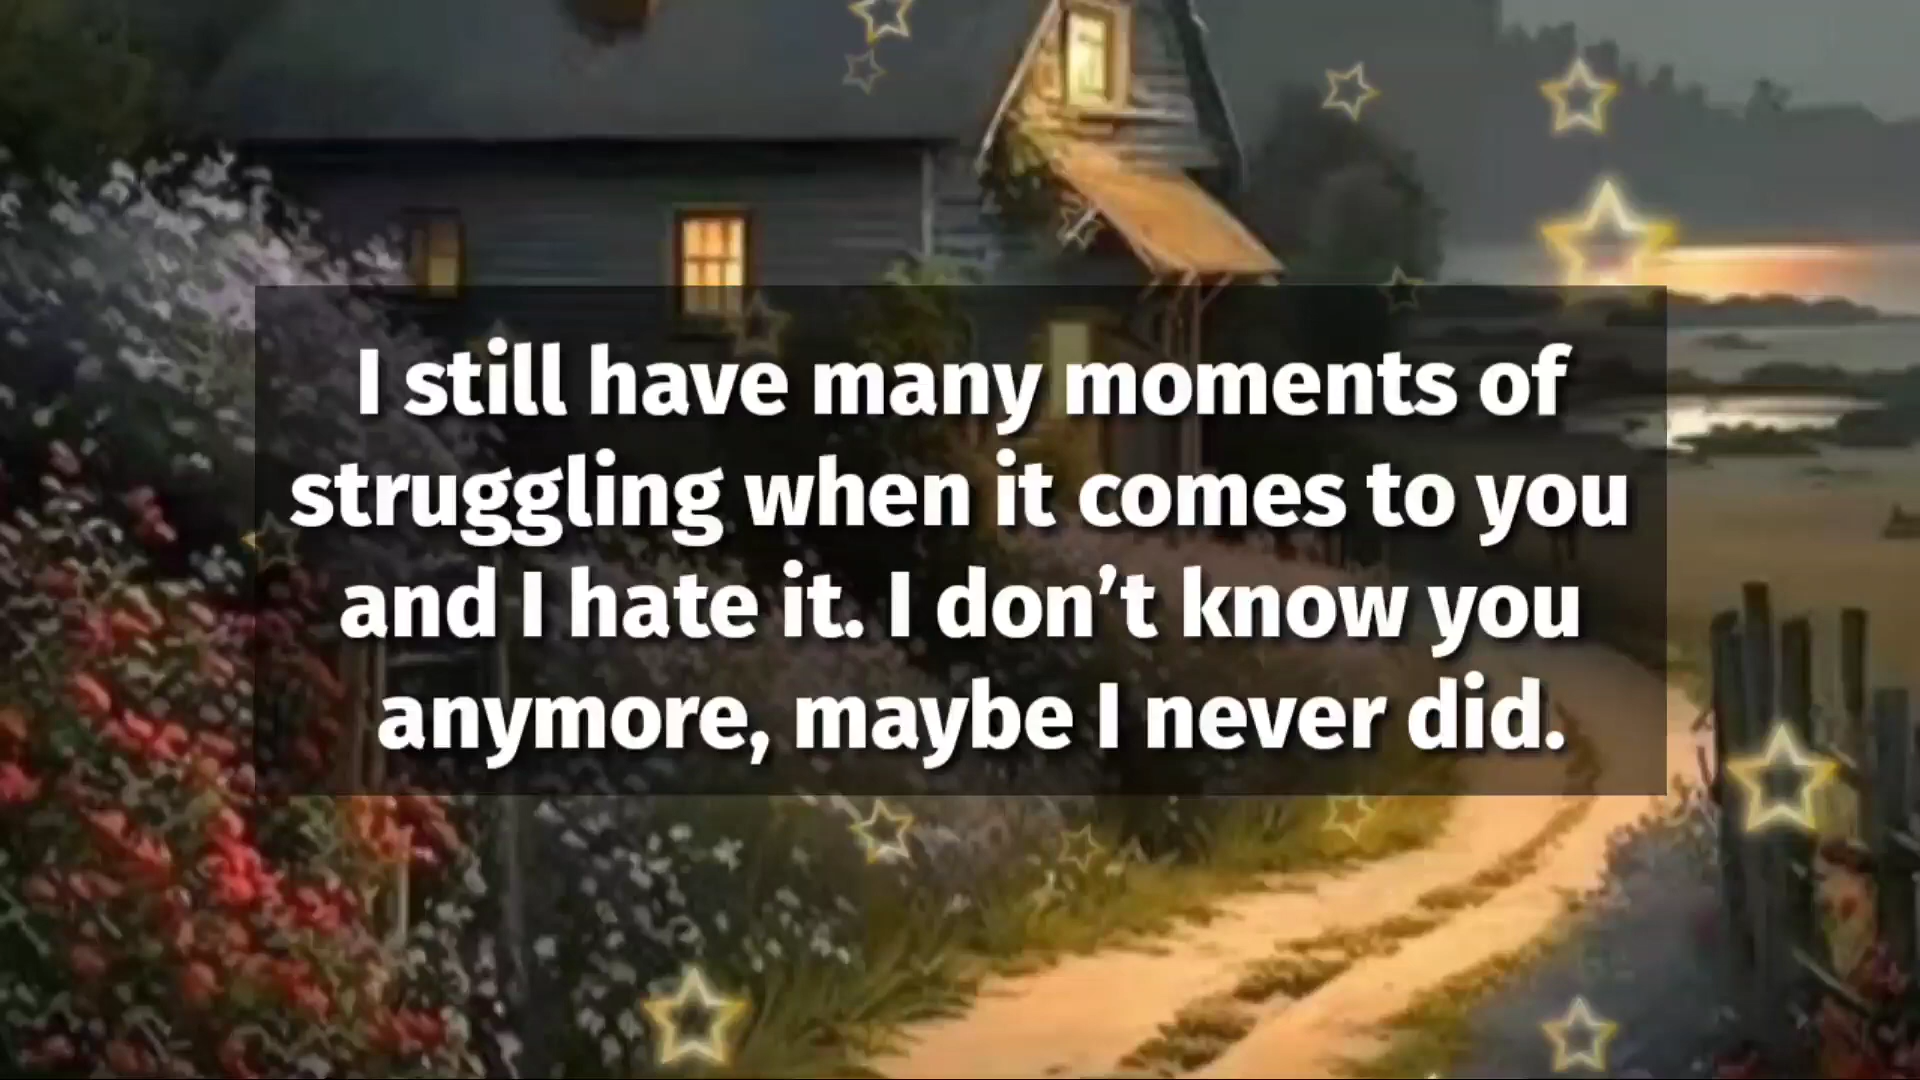 I still have many moments of
struggling when it comes to you
and I hate it. I don’t know you
anymore, maybe I never did.